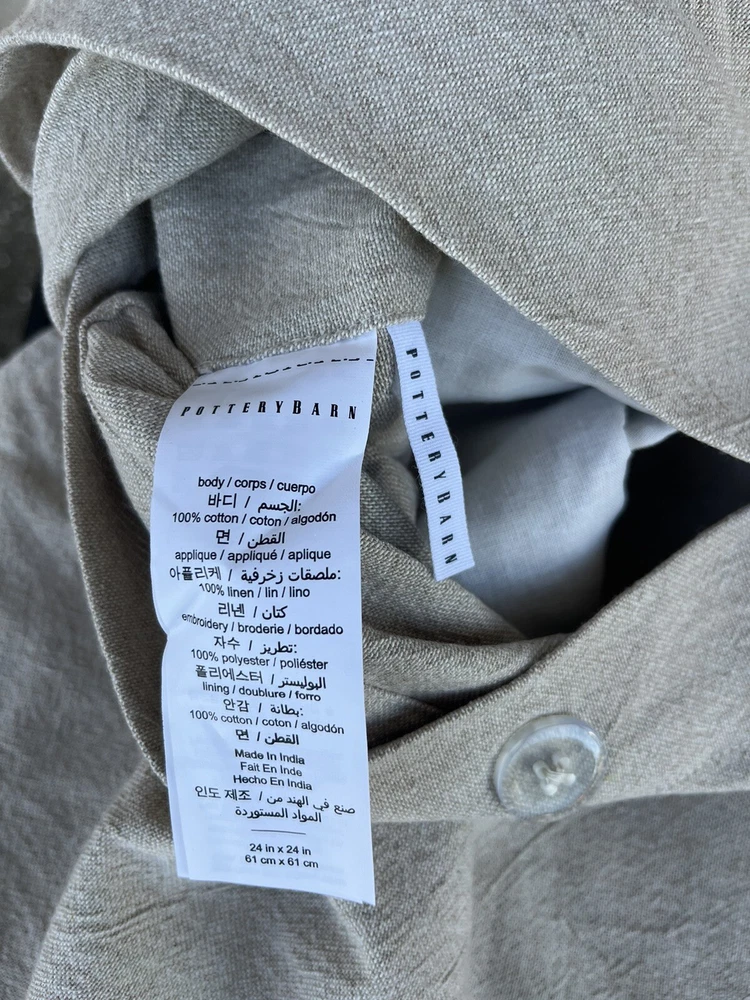 POTTERYBARN
body / corps / cuerpo
바디 / الجسم:
100% cotton / coton / algodón
면 / القطن
applique / appliqué / aplique
아플리케 / ملصقات زخرفية:
100% linen / lin / lino
리넨 / كتان
embroidery / broderie / bordado
자수 / تطريز:
100% polyester / poliéster
폴리에스터 / البوليستر
lining / doublure / forro
안감 / بطانة:
100% cotton / coton / algodón
면 / القطن
Made In India
Fait En Inde
Hecho En India
인도 제조 / صنع في الهند من
المواد المستوردة
24 in x 24 in
61 cm x 61 cm
POTTERYBARN